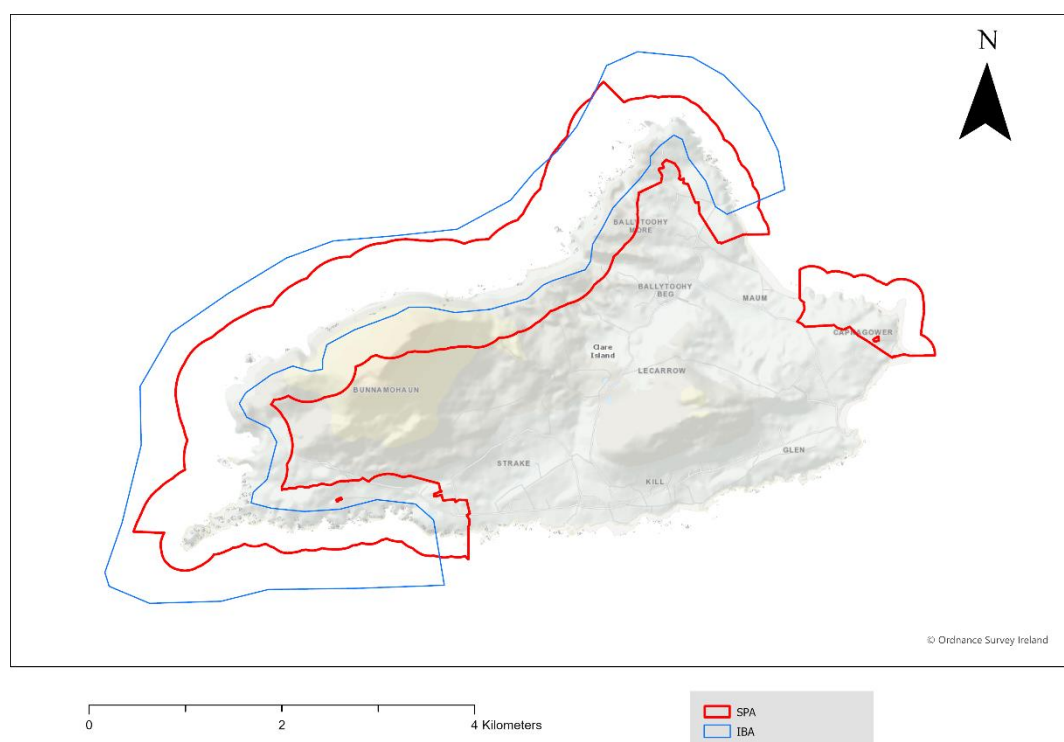 N
BALLYTOOHY
MORE
BALLYTOOHY
BEG
MAUM
CAPNAGOWER
Clare
Island
LECARROW
BUNNAMOHAUN
STRAKE
GLEN
KILL
© Ordnance Survey Ireland
0 2 4 Kilometers
SPA
IBA